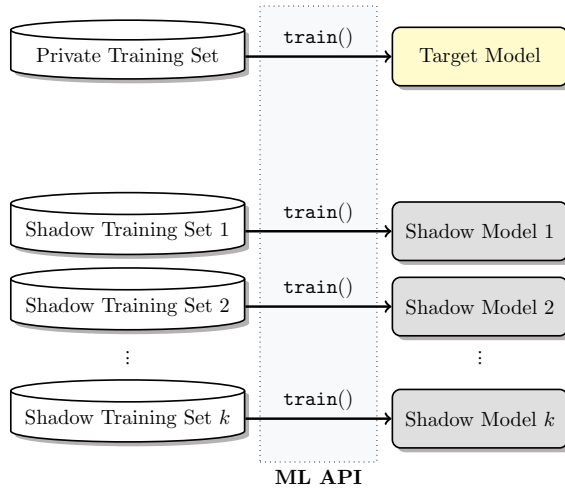 Private Training Set
train()
Target Model
Shadow Training Set 1
train()
Shadow Model 1
Shadow Training Set 2
train()
Shadow Model 2
⋮
⋮
Shadow Training Set k
train()
Shadow Model k
ML API